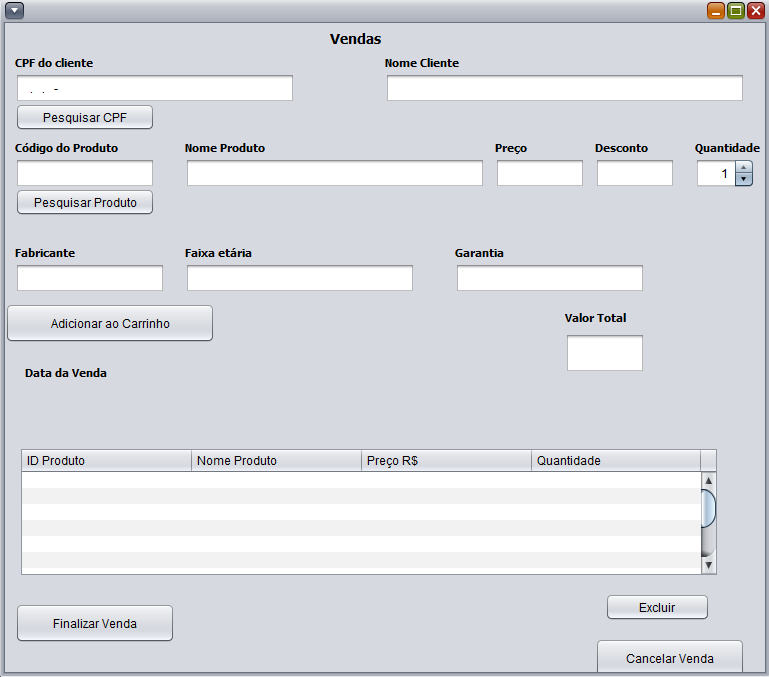 Vendas
CPF do cliente Nome Cliente
. . -
Pesquisar CPF
Código do Produto Nome Produto Preço Desconto Quantidade
1
Pesquisar Produto
Fabricante Faixa etária Garantia
Adicionar ao Carrinho
Valor Total
Data da Venda
ID Produto Nome Produto Preço R$ Quantidade
Excluir
Finalizar Venda
Cancelar Venda